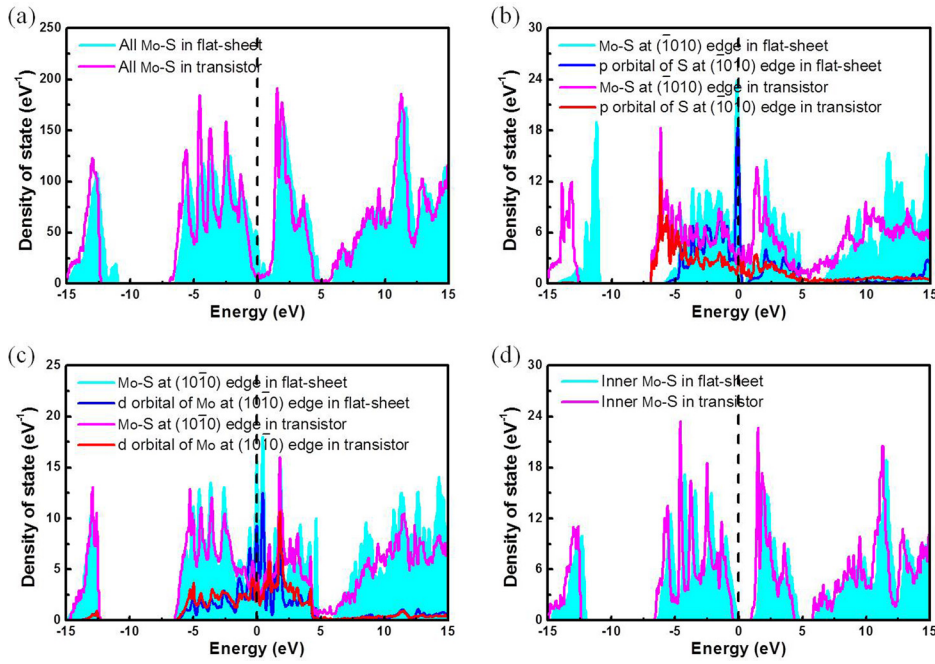 (a)
250
200
150
100
50
0
Density of state (eV⁻¹)
All Mo-S in flat-sheet
All Mo-S in transistor
-15 -10 -5 0 5 10 15
Energy (eV)
(b)
30
24
18
12
6
0
Density of state (eV⁻¹)
Mo-S at (1̅010) edge in flat-sheet
p orbital of S at (1̅010) edge in flat-sheet
Mo-S at (1̅010) edge in transistor
p orbital of S at (1̅010) edge in transistor
-15 -10 -5 0 5 10 15
Energy (eV)
(c)
25
20
15
10
5
0
Density of state (eV⁻¹)
Mo-S at (101̅0) edge in flat-sheet
d orbital of Mo at (101̅0) edge in flat-sheet
Mo-S at (101̅0) edge in transistor
d orbital of Mo at (101̅0) edge in transistor
-15 -10 -5 0 5 10 15
Energy (eV)
(d)
30
24
18
12
6
0
Density of state (eV⁻¹)
Inner Mo-S in flat-sheet
Inner Mo-S in transistor
-15 -10 -5 0 5 10 15
Energy (eV)